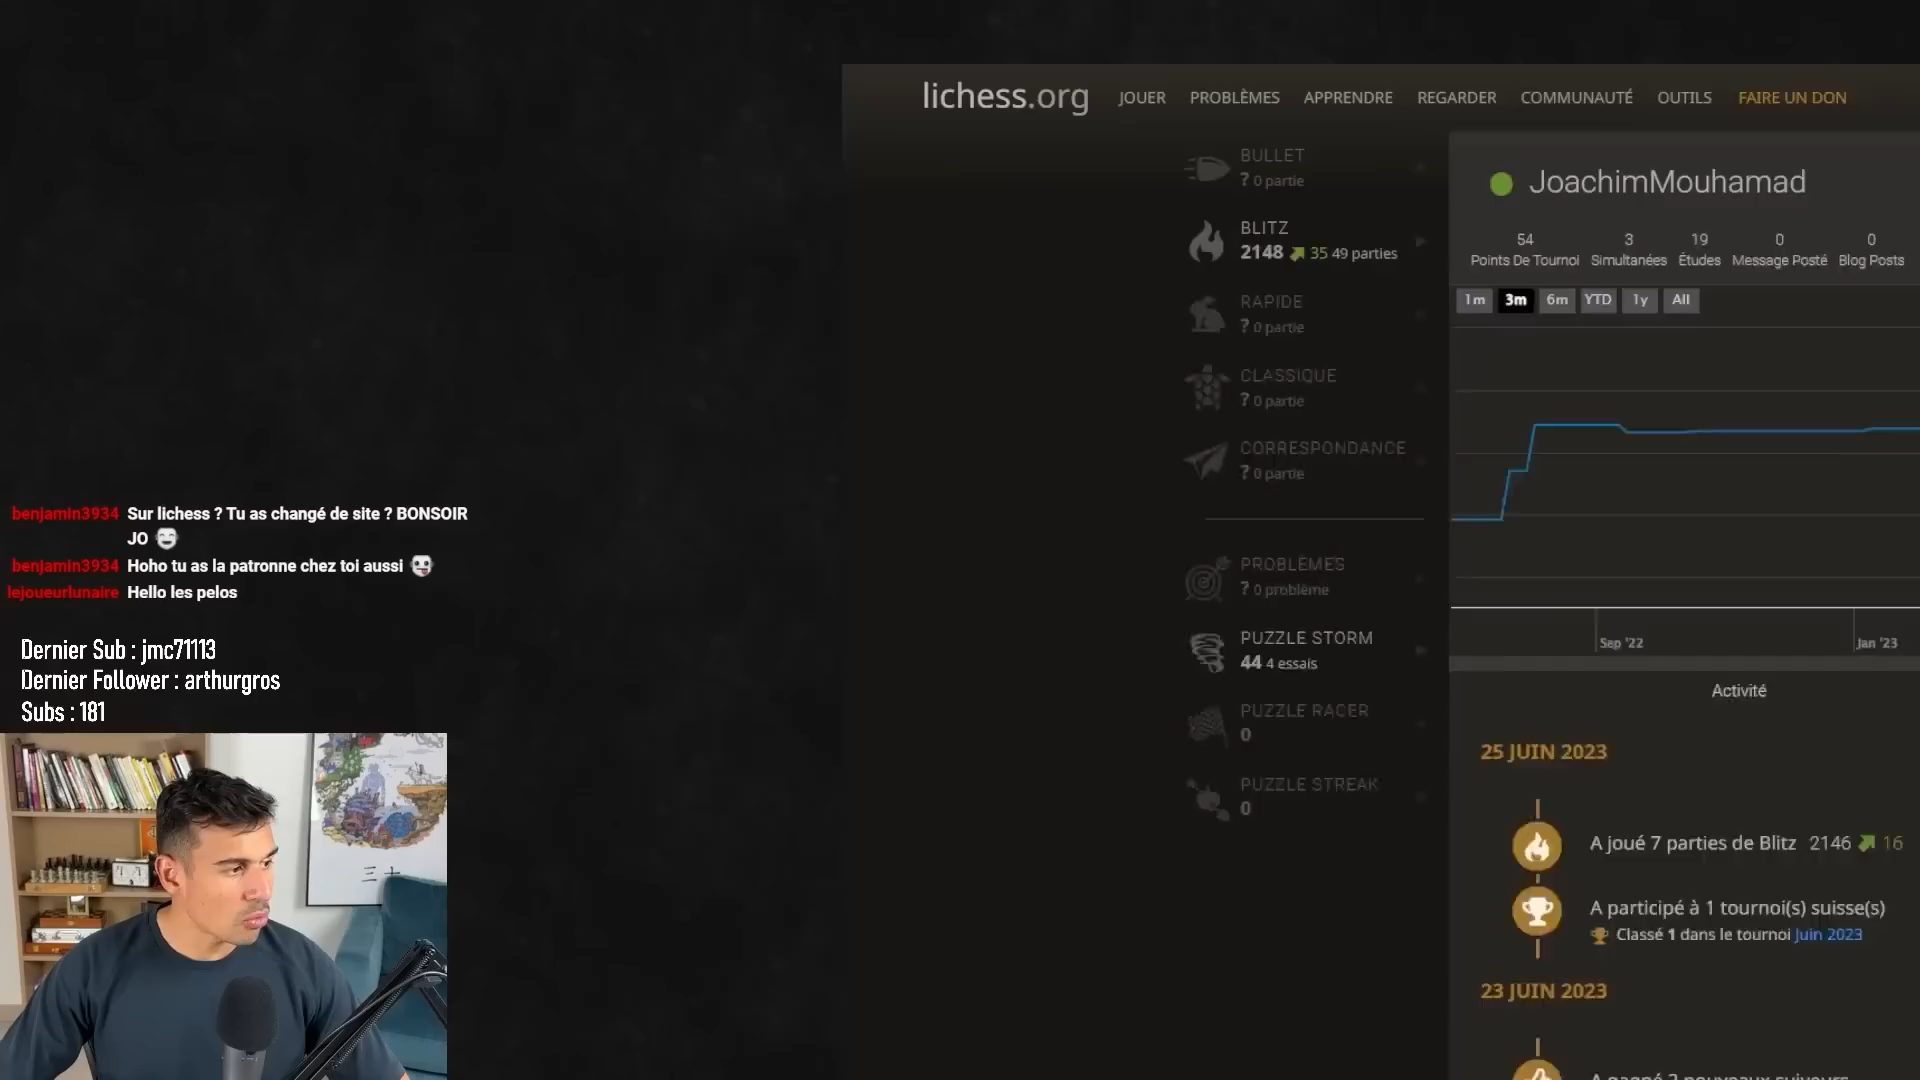 lichess.org JOUER PROBLÈMES APPRENDRE REGARDER COMMUNAUTÉ OUTILS FAIRE UN DON
BULLET
? 0 partie
BLITZ
2148 35 49 parties
RAPIDE
? 0 partie
CLASSIQUE
? 0 partie
CORRESPONDANCE
? 0 partie
PROBLÈMES
? 0 problème
PUZZLE STORM
44 4 essais
PUZZLE RACER
0
PUZZLE STREAK
0
JoachimMouhamad
54 3 19 0 0
Points De Tournoi Simultanées Études Message Posté Blog Posts
1m 3m 6m YTD 1y All
Sep '22 Jan '23
Activité
25 JUIN 2023
A joué 7 parties de Blitz 2146 16
A participé à 1 tournoi(s) suisse(s)
Classé 1 dans le tournoi Juin 2023
23 JUIN 2023
A gagné 2 nouveaux suiveurs
benjamin3934 Sur lichess ? Tu as changé de site ? BONSOIR
JO
benjamin3934 Hoho tu as la patronne chez toi aussi
lejoueurlunaire Hello les pelos
Dernier Sub : jmc71113
Dernier Follower : arthurgros
Subs : 181
三十